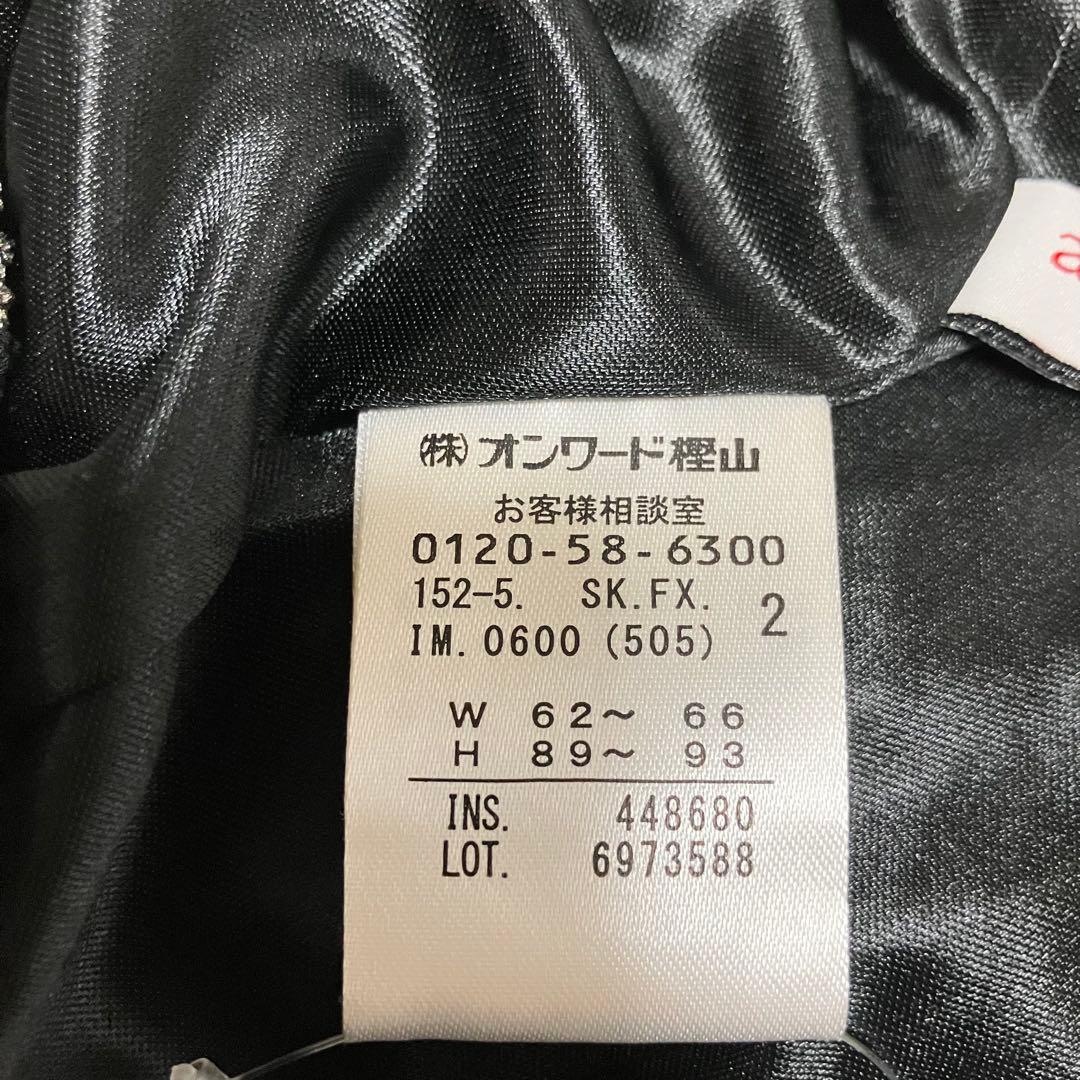 (株)オンワード樫山
お客様相談室
0120-58-6300
152-5. SK.FX. 2
IM.0600 (505)
W 62〜 66
H 89〜 93
INS. 448680
LOT. 6973588
a